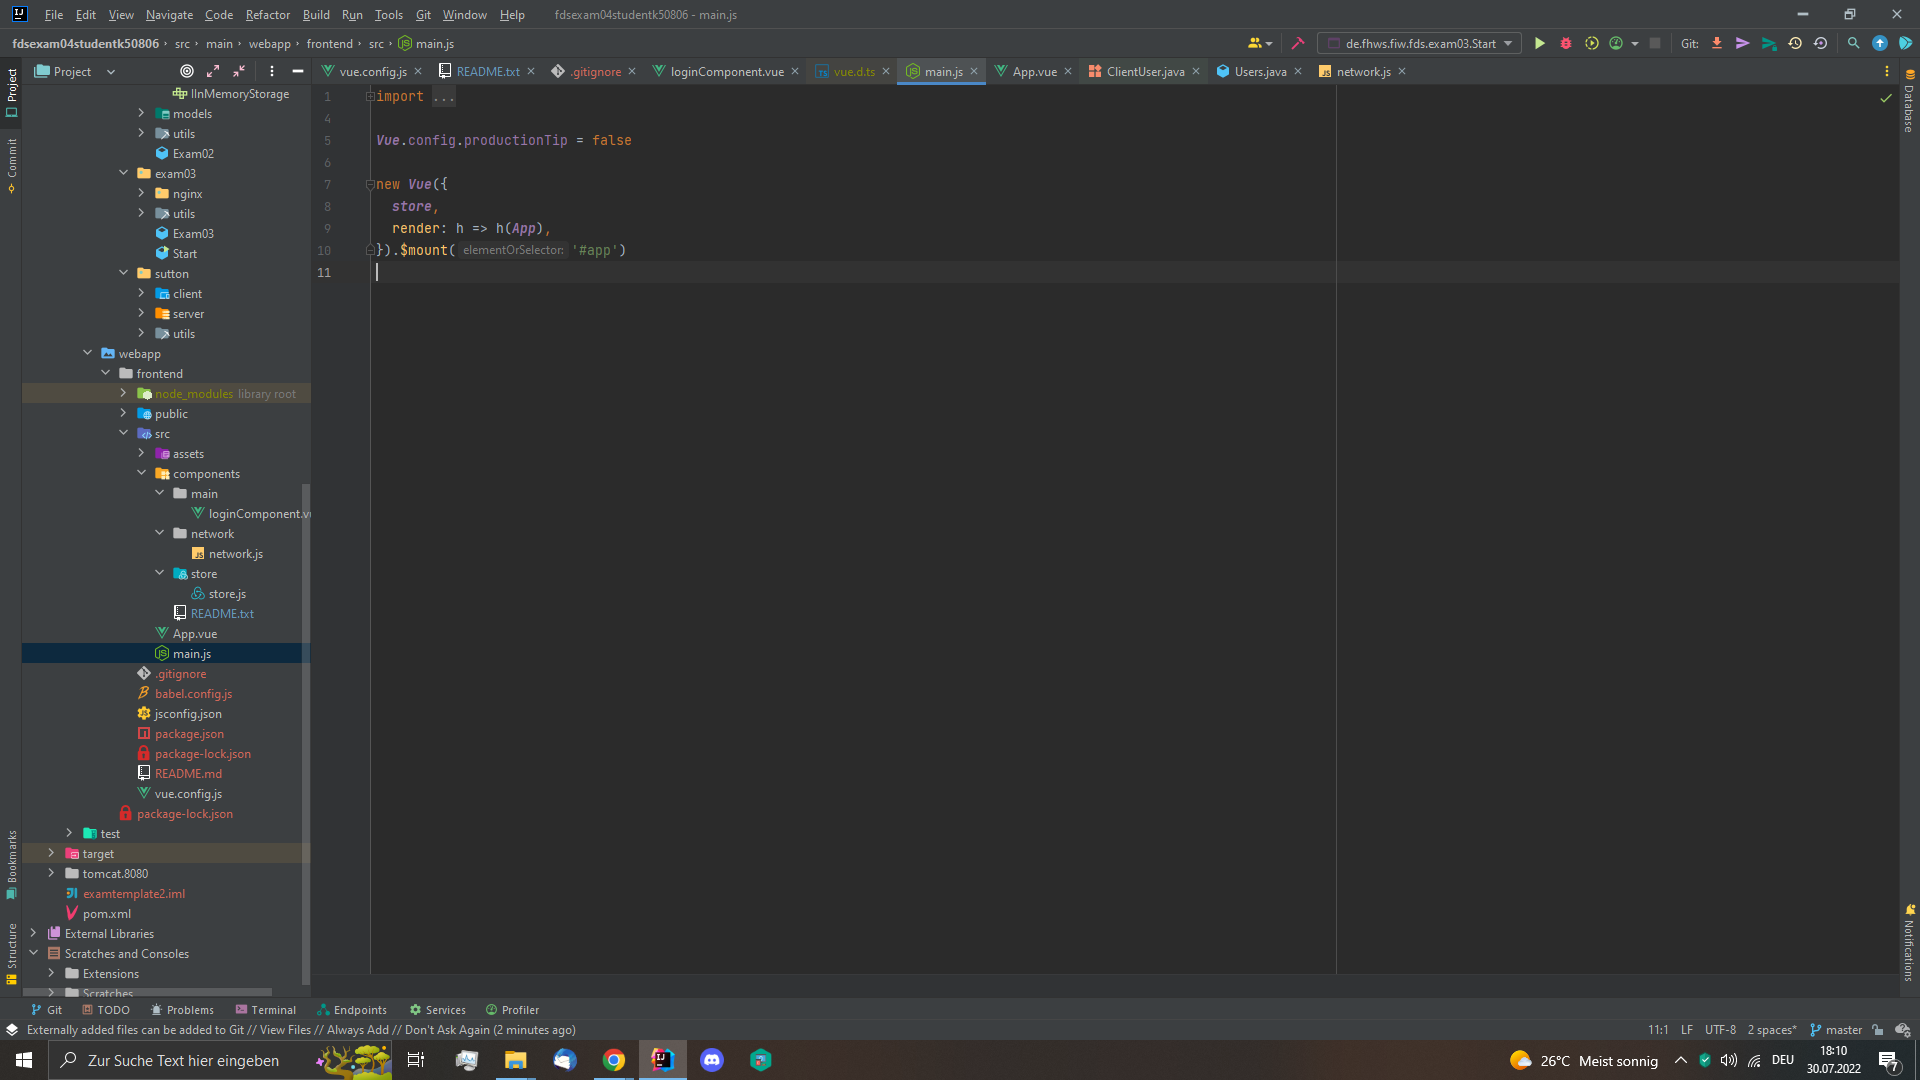 File Edit View Navigate Code Refactor Build Run Tools Git Window Help fdsexam04studentk50806 - main.js
fdsexam04studentk50806 › src › main › webapp › frontend › src › main.js
de.fhws.fiw.fds.exam03.Start
Git:
Project
vue.config.js
README.txt
.gitignore
loginComponent.vue
vue.d.ts
main.js
App.vue
ClientUser.java
Users.java
network.js
Project
Commit
Bookmarks
Structure
Database
Notifications
IInMemoryStorage
models
utils
Exam02
exam03
nginx
utils
Exam03
Start
sutton
client
server
utils
webapp
frontend
node_modules library root
public
src
assets
components
main
loginComponent.vu
network
network.js
store
store.js
README.txt
App.vue
main.js
.gitignore
babel.config.js
jsconfig.json
package.json
package-lock.json
README.md
vue.config.js
package-lock.json
test
target
tomcat.8080
examtemplate2.iml
pom.xml
External Libraries
Scratches and Consoles
Extensions
Scratches
1 import ...
4
5 Vue.config.productionTip = false
6
7 new Vue({
8 store,
9 render: h => h(App),
10 }).$mount( elementOrSelector: '#app')
11
Git TODO Problems Terminal Endpoints Services Profiler
Externally added files can be added to Git // View Files // Always Add // Don't Ask Again (2 minutes ago)
11:1 LF UTF-8 2 spaces* master
Zur Suche Text hier eingeben
26°C Meist sonnig
DEU
18:10
30.07.2022
7